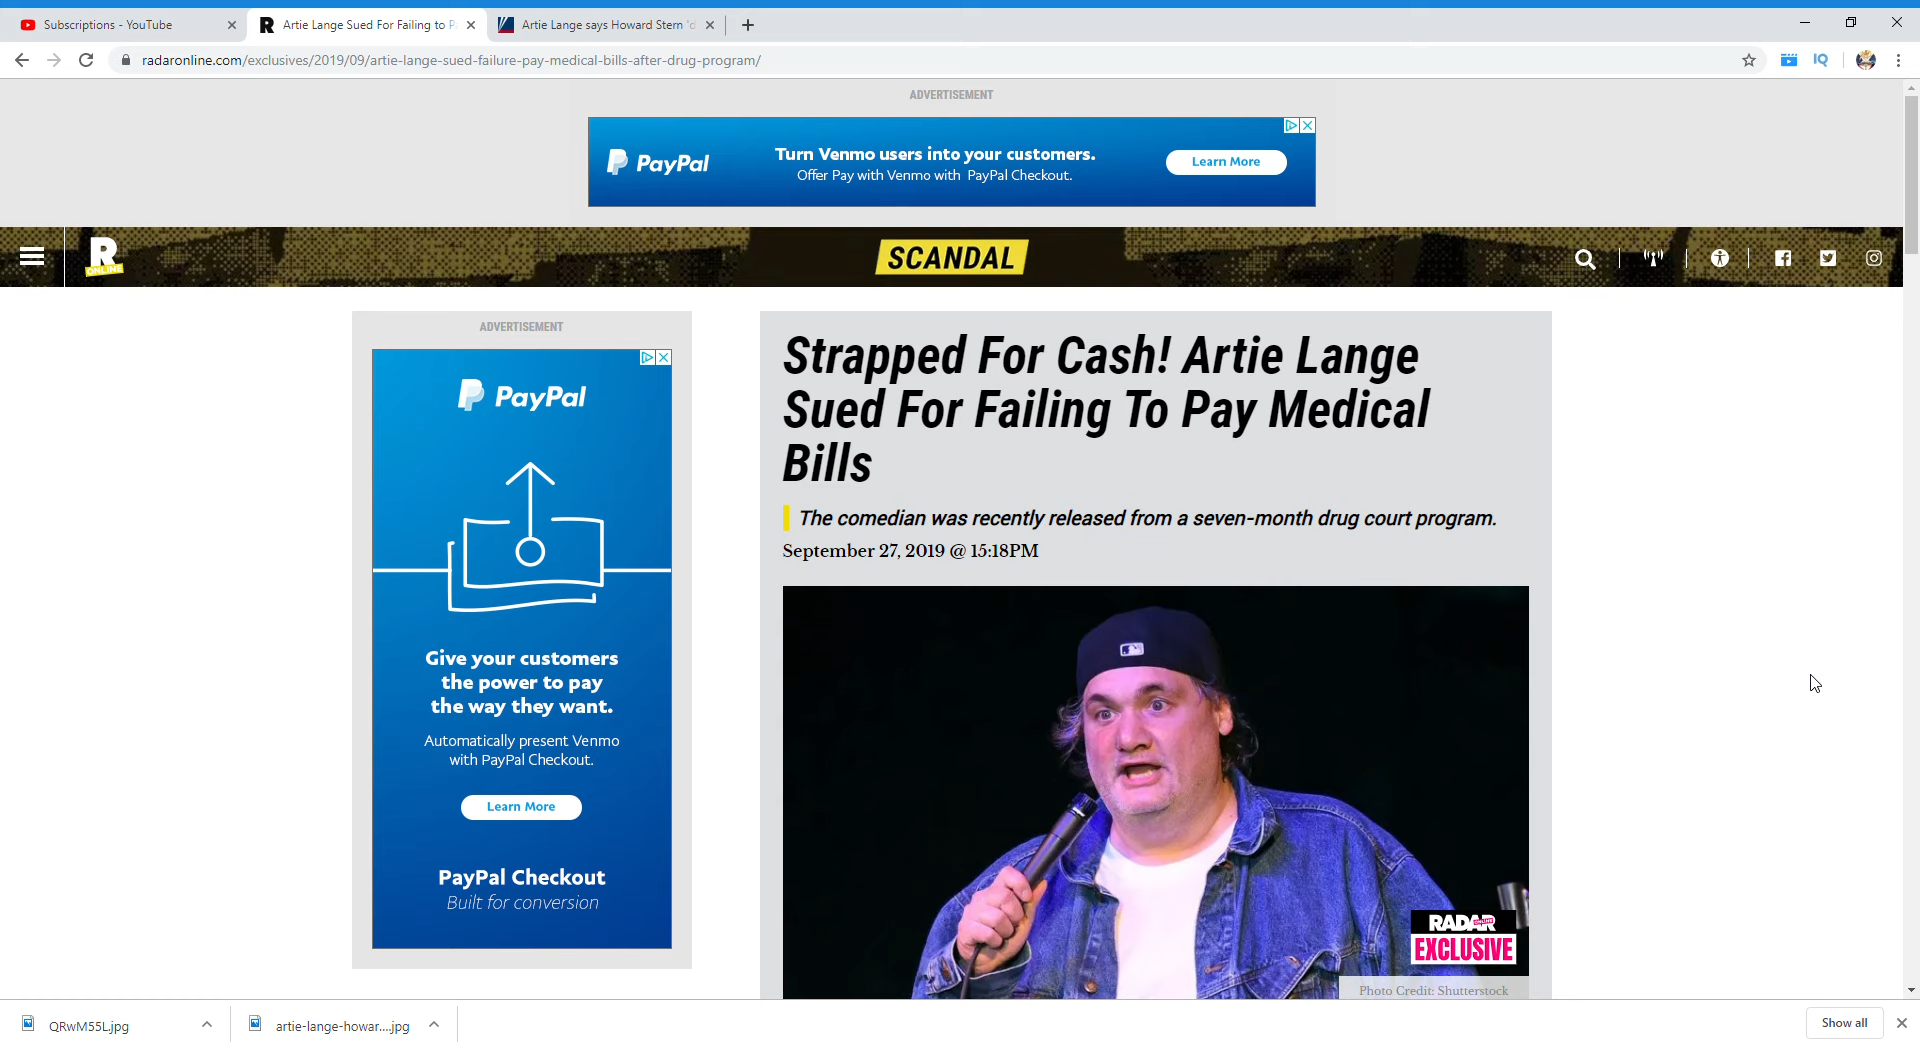 Subscriptions - YouTube
Artie Lange Sued For Failing to P
Artie Lange says Howard Stern 'd
radaronline.com/exclusives/2019/09/artie-lange-sued-failure-pay-medical-bills-after-drug-program/
IQ
ADVERTISEMENT
PayPal
Turn Venmo users into your customers.
Offer Pay with Venmo with PayPal Checkout.
Learn More
R
ONLINE
SCANDAL
ADVERTISEMENT
PayPal
Give your customers
the power to pay
the way they want.
Automatically present Venmo
with PayPal Checkout.
Learn More
PayPal Checkout
Built for conversion
Strapped For Cash! Artie Lange
Sued For Failing To Pay Medical
Bills
The comedian was recently released from a seven-month drug court program.
September 27, 2019 @ 15:18PM
RADAR ONLINE
EXCLUSIVE
Photo Credit: Shutterstock
QRwM55L.jpg
artie-lange-howar....jpg
Show all